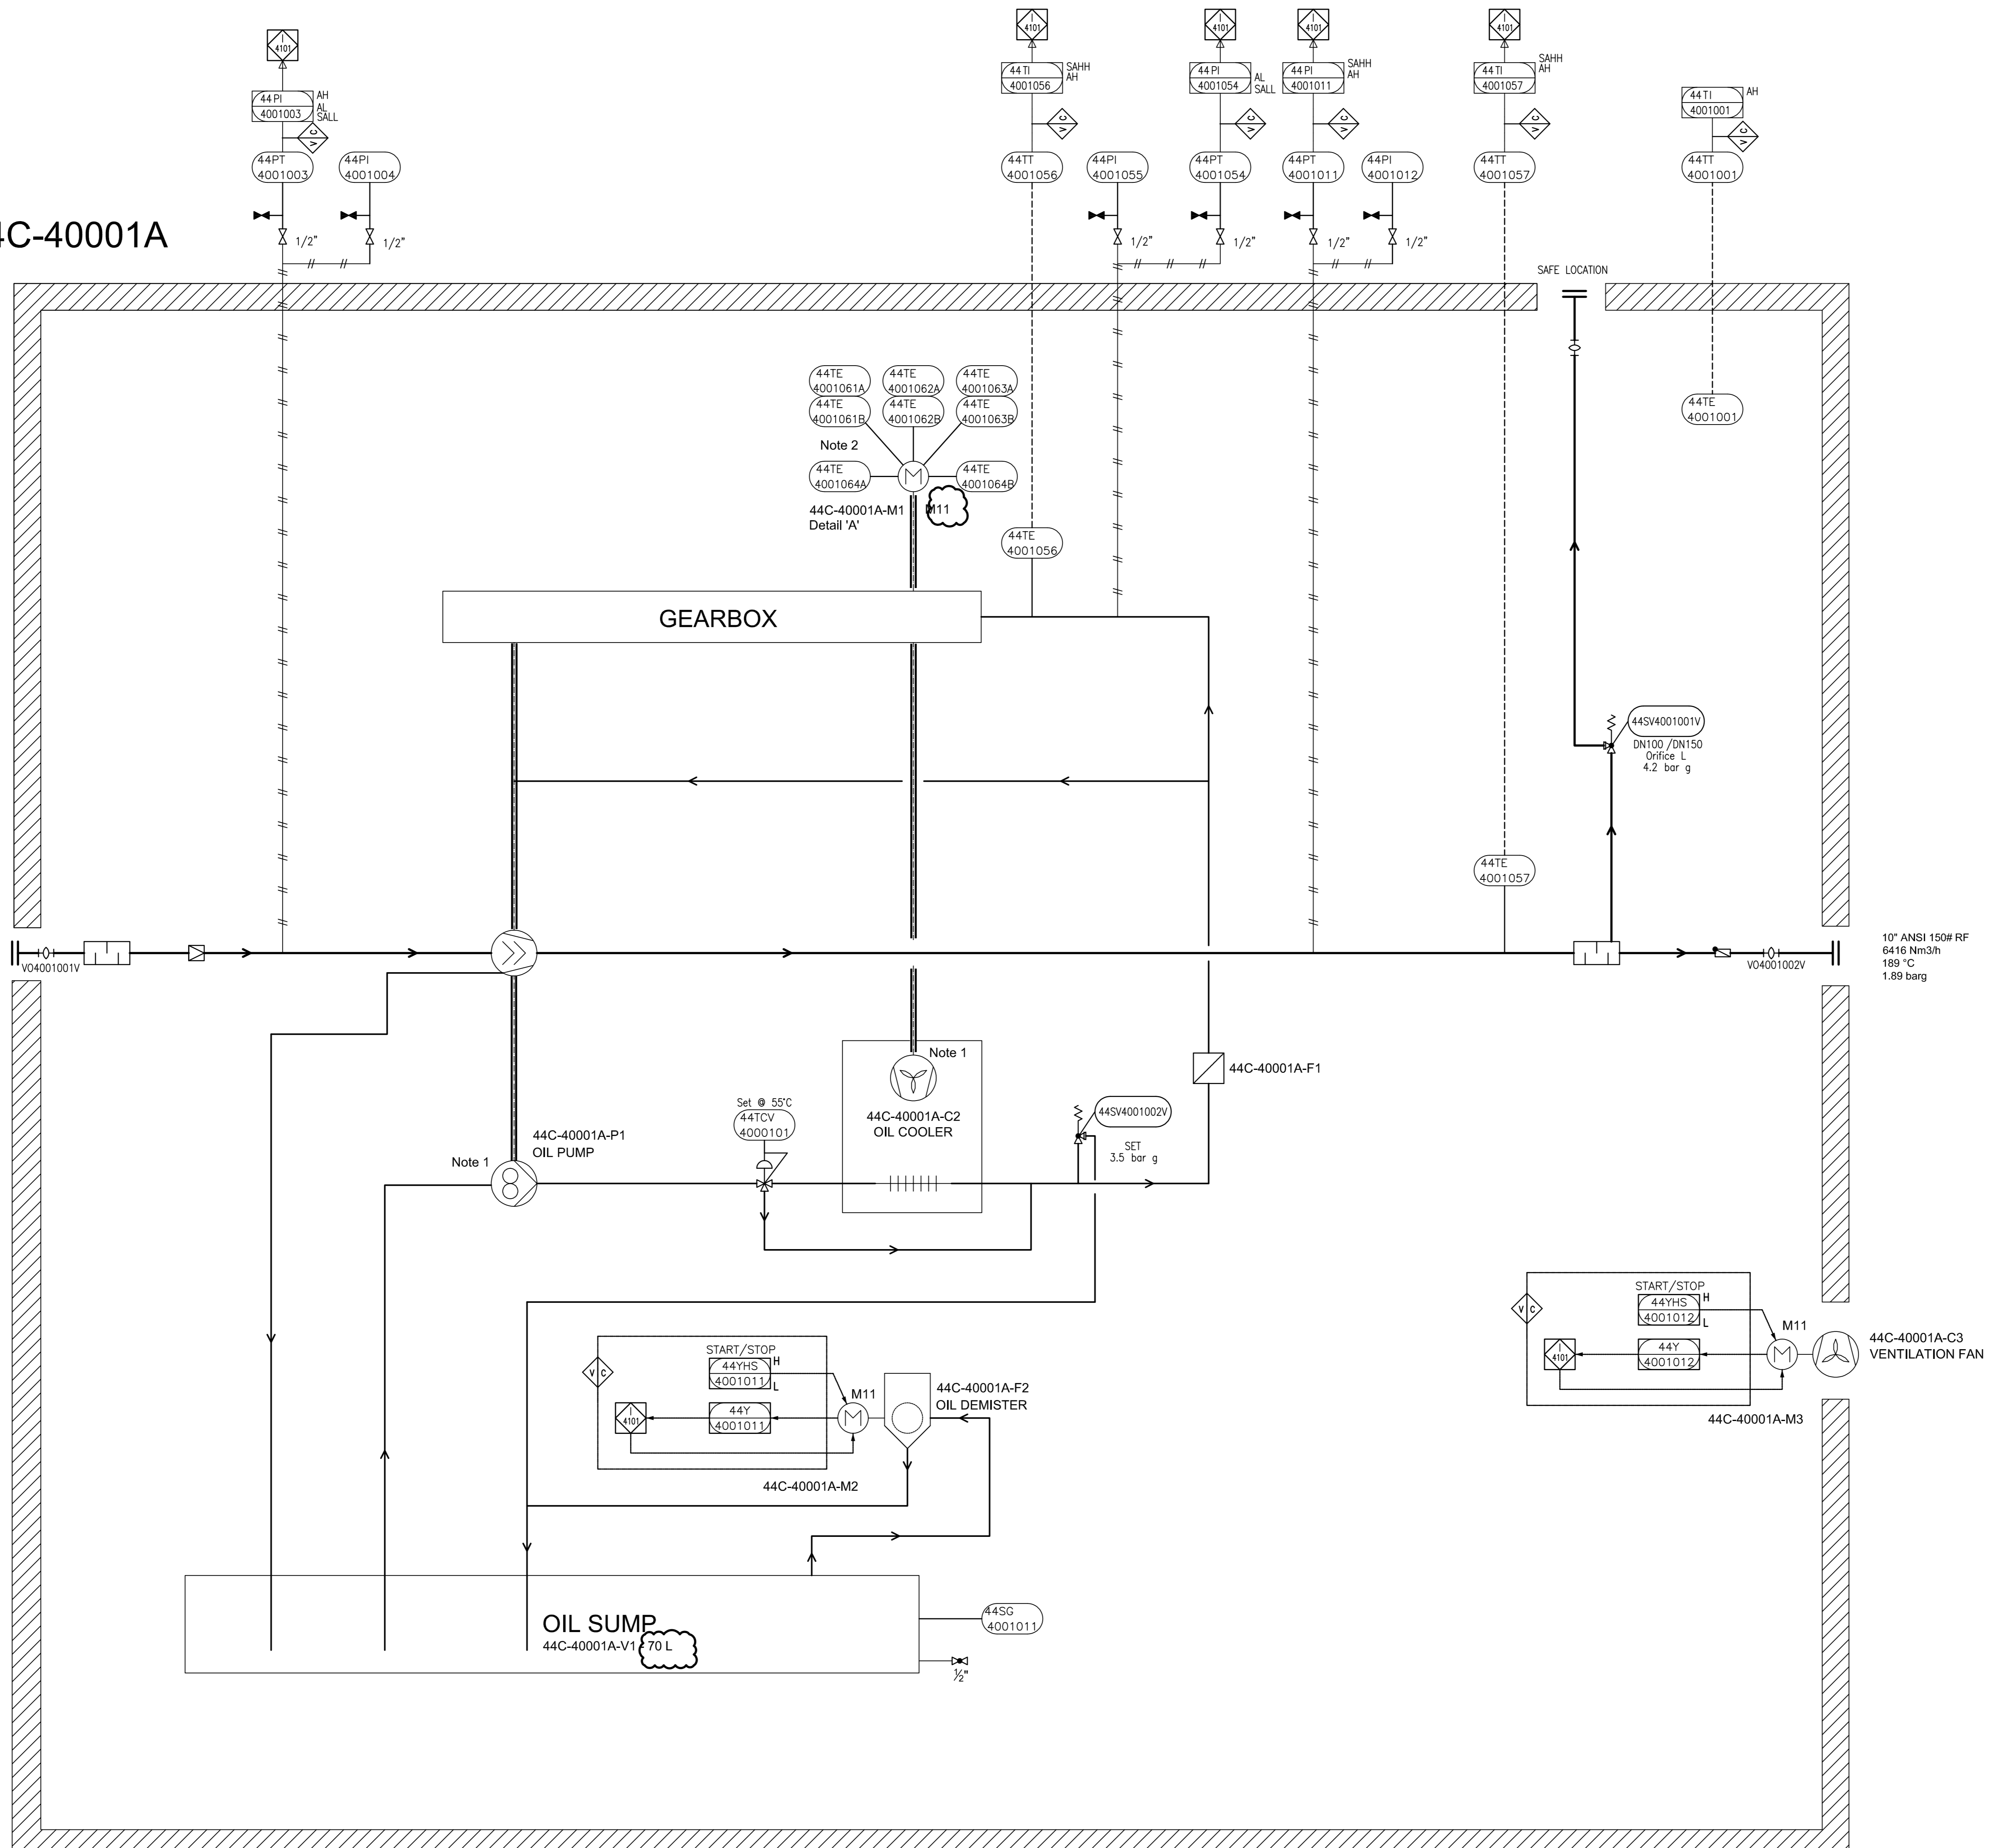 I
4101
I
4101
I
4101
I
4101
I
4101
44 PI
4001003
AH
AL
SALL
44 TI
4001056
SAHH
AH
44 PI
4001054
AL
SALL
44 PI
4001011
SAHH
AH
44 TI
4001057
SAHH
AH
44TI
4001001
AH
V C
V C
V C
V C
V C
V C
44PT
4001003
44PI
4001004
44TT
4001056
44PI
4001055
44PT
4001054
44PT
4001011
44PI
4001012
44TT
4001057
44TT
4001001
4C-40001A
1/2"
1/2"
1/2"
1/2"
1/2"
1/2"
SAFE LOCATION
44TE
4001061A
44TE
4001062A
44TE
4001063A
44TE
4001061B
44TE
4001062B
44TE
4001063B
44TE
4001001
Note 2
44TE
4001064A
M
44TE
4001064B
44C-40001A-M1
Detail 'A'
M11
44TE
4001056
GEARBOX
44SV4001001V
DN100 /DN150
Orifice L
4.2 bar g
44TE
4001057
VO4001001V
VO4001002V
10" ANSI 150# RF
6416 Nm3/h
189 °C
1.89 barg
Note 1
44C-40001A-F1
44C-40001A-C2
OIL COOLER
Set @ 55°C
44TCV
4000101
44SV4001002V
SET
3.5 bar g
44C-40001A-P1
OIL PUMP
Note 1
START/STOP
44YHS
4001012
H
L
V C
M11
I
4101
44Y
4001012
M
44C-40001A-C3
VENTILATION FAN
44C-40001A-M3
START/STOP
44YHS
4001011
H
L
V C
M11
I
4101
44Y
4001011
M
44C-40001A-F2
OIL DEMISTER
44C-40001A-M2
OIL SUMP
44C-40001A-V1 : 70 L
44SG
4001011
½"